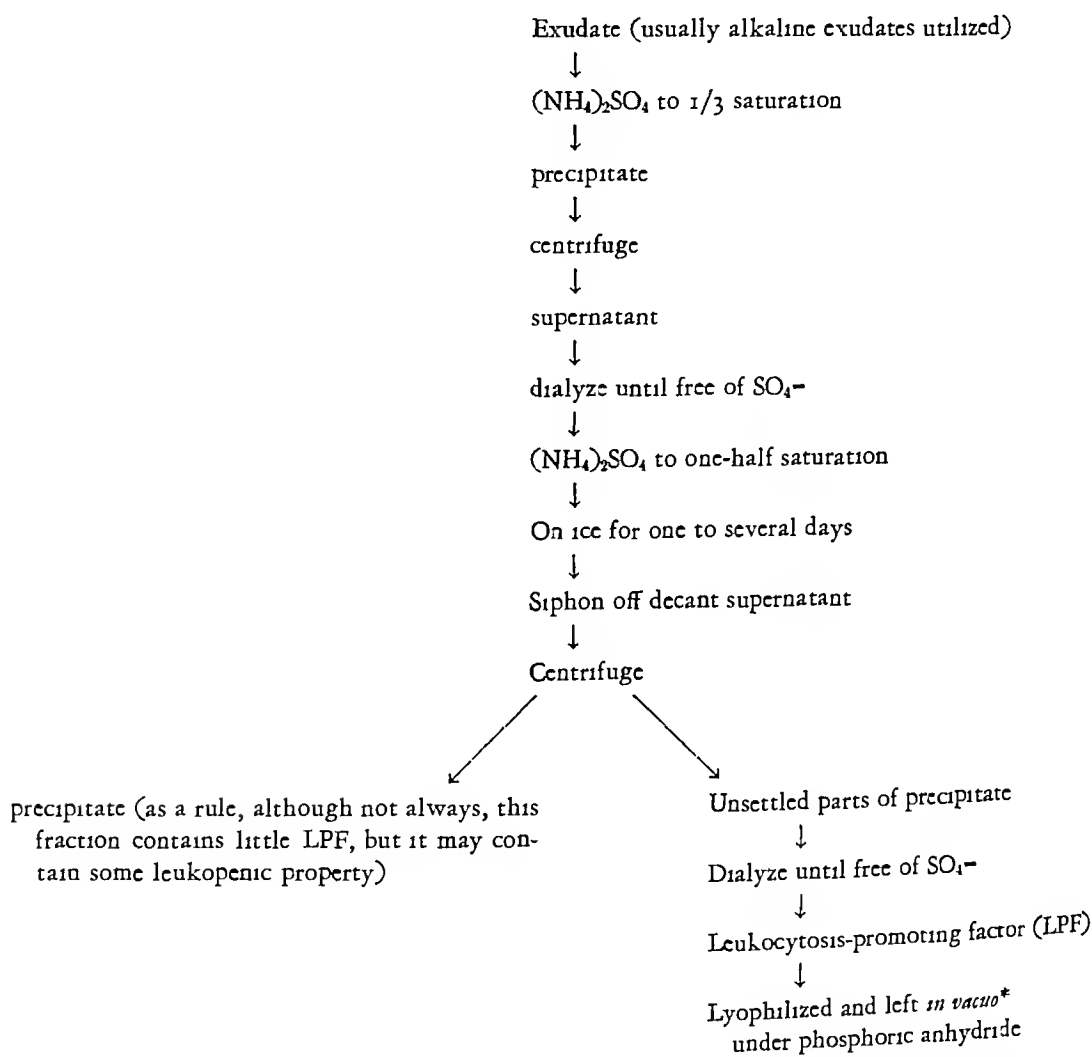 Exudate (usually alkaline exudates utilized)
↓
(NH₄)₂SO₄ to 1/3 saturation
↓
precipitate
↓
centrifuge
↓
supernatant
↓
dialyze until free of SO₄-
↓
(NH₄)₂SO₄ to one-half saturation
↓
On ice for one to several days
↓
Siphon off decant supernatant
↓
Centrifuge
precipitate (as a rule, although not always, this
fraction contains little LPF, but it may con-
tain some leukopenic property)
Unsettled parts of precipitate
↓
Dialyze until free of SO₄-
↓
Leukocytosis-promoting factor (LPF)
↓
Lyophilized and left in vacuo*
under phosphoric anhydride